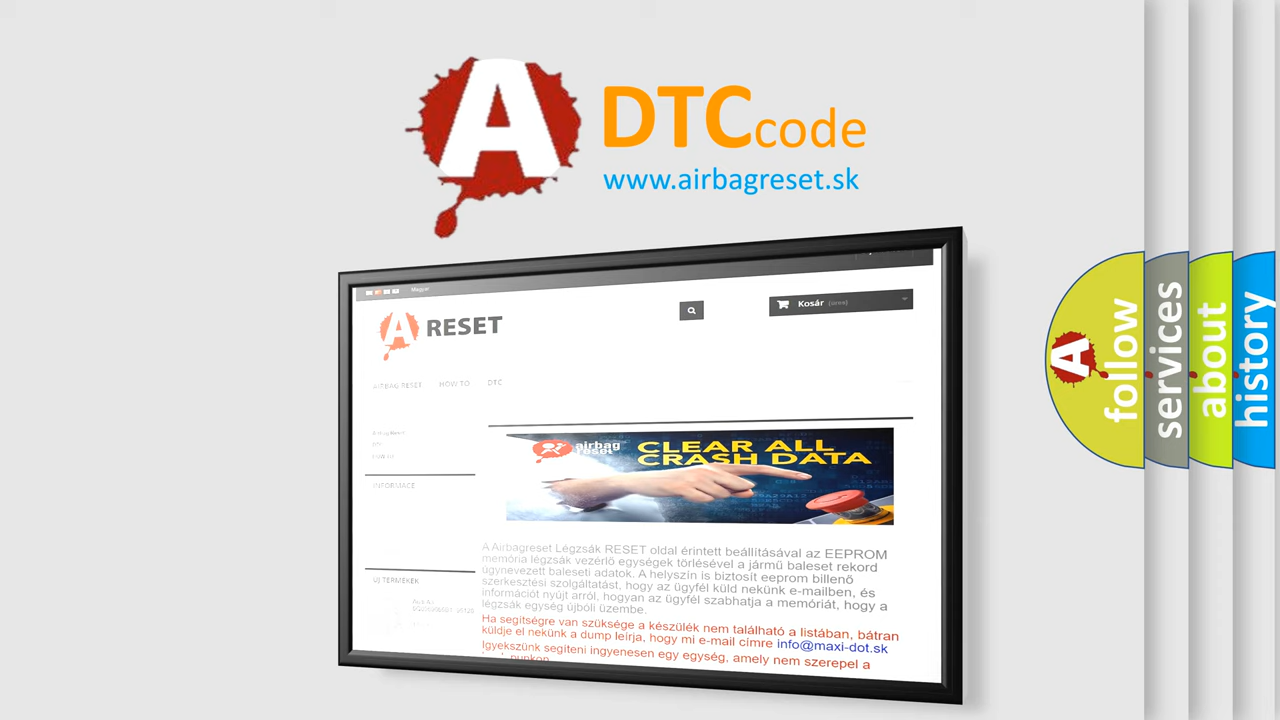 A DTCcode
www.airbagreset.sk
Magyar
Kosár (üres)
A RESET
AIRBAG RESET HOW TO DTC
airbag reset
CLEAR ALL
CRASH DATA
INFORMACE
A Airbagreset Légzsák RESET oldal érintett beállításával az EEPROM
memória légzsák vezérlő egységek törlésével a jármű baleset rekord
úgynevezett baleseti adatok. A helyszín is biztosít eeprom billenő
szerkesztési szolgáltatást, hogy az ügyfél küld nekünk e-mailben, és
információt nyújt arról, hogyan az ügyfél szabhatja a memóriát, hogy a
légzsák egység újbóli üzembe.
ÚJ TERMÉKEK
Ha segítségre van szüksége a készülék nem található a listában, bátran
küldje el nekünk a dump leírja, hogy mi e-mail címre info@maxi-dot.sk
Igyekszünk segíteni ingyenesen egy egység, amely nem szerepel a
A follow
services
about
history